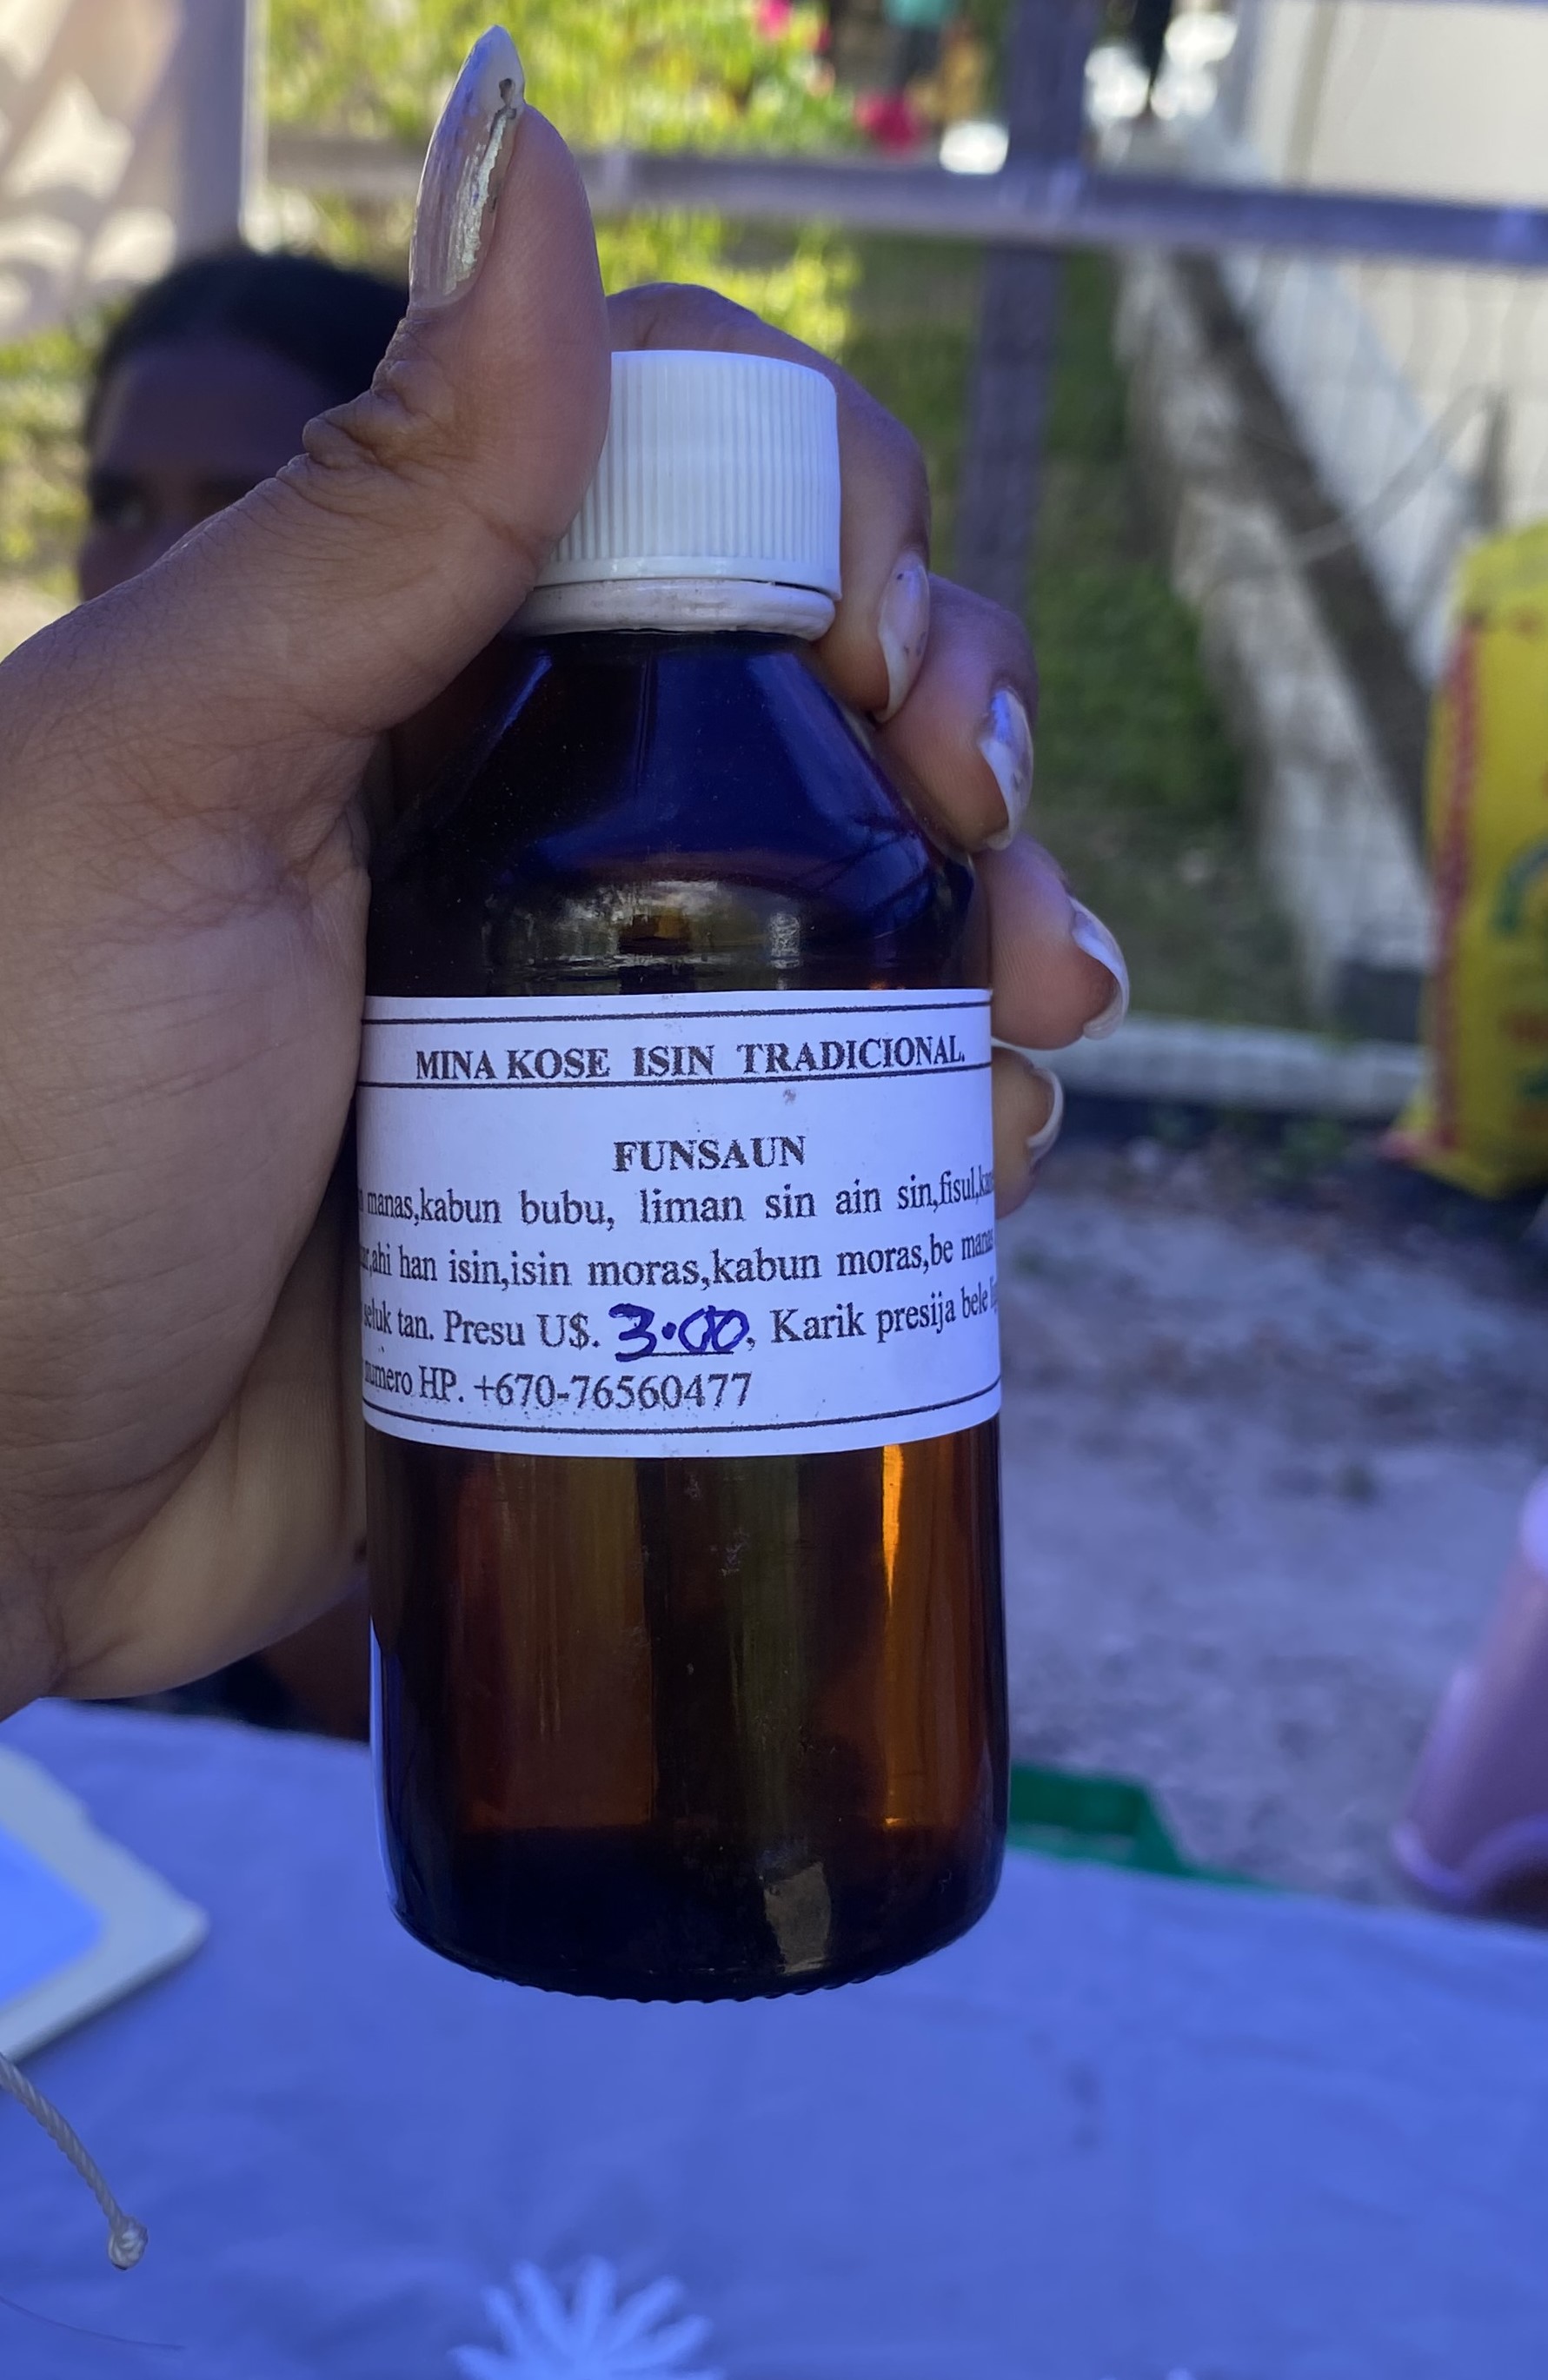 MINA KOSE ISIN TRADICIONAL.
FUNSAUN
manas,kabun bubu, liman sin ain sin,fisul,
ahi han isin,isin moras,kabun moras,be
seluk tan. Presu U$. 3.00, Karik presija bele
numero HP. +670-76560477